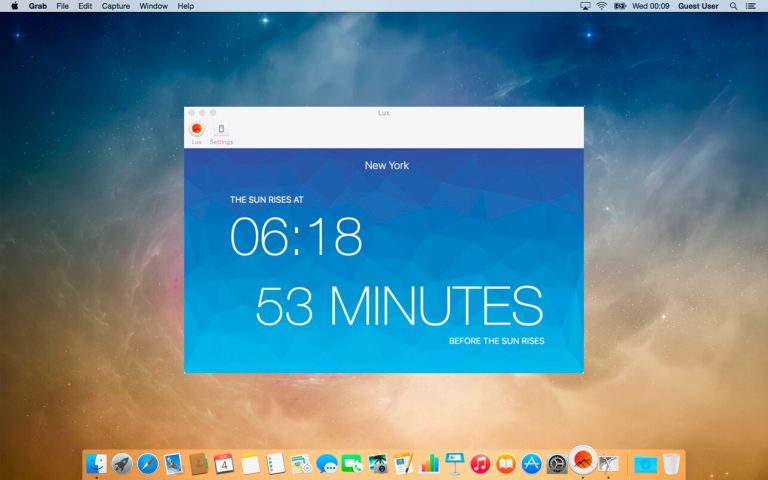 Grab File Edit Capture Window Help Wed 00:09 Guest User
Lux
Lux Settings
New York
THE SUN RISES AT
06:18
53 MINUTES
BEFORE THE SUN RISES
4